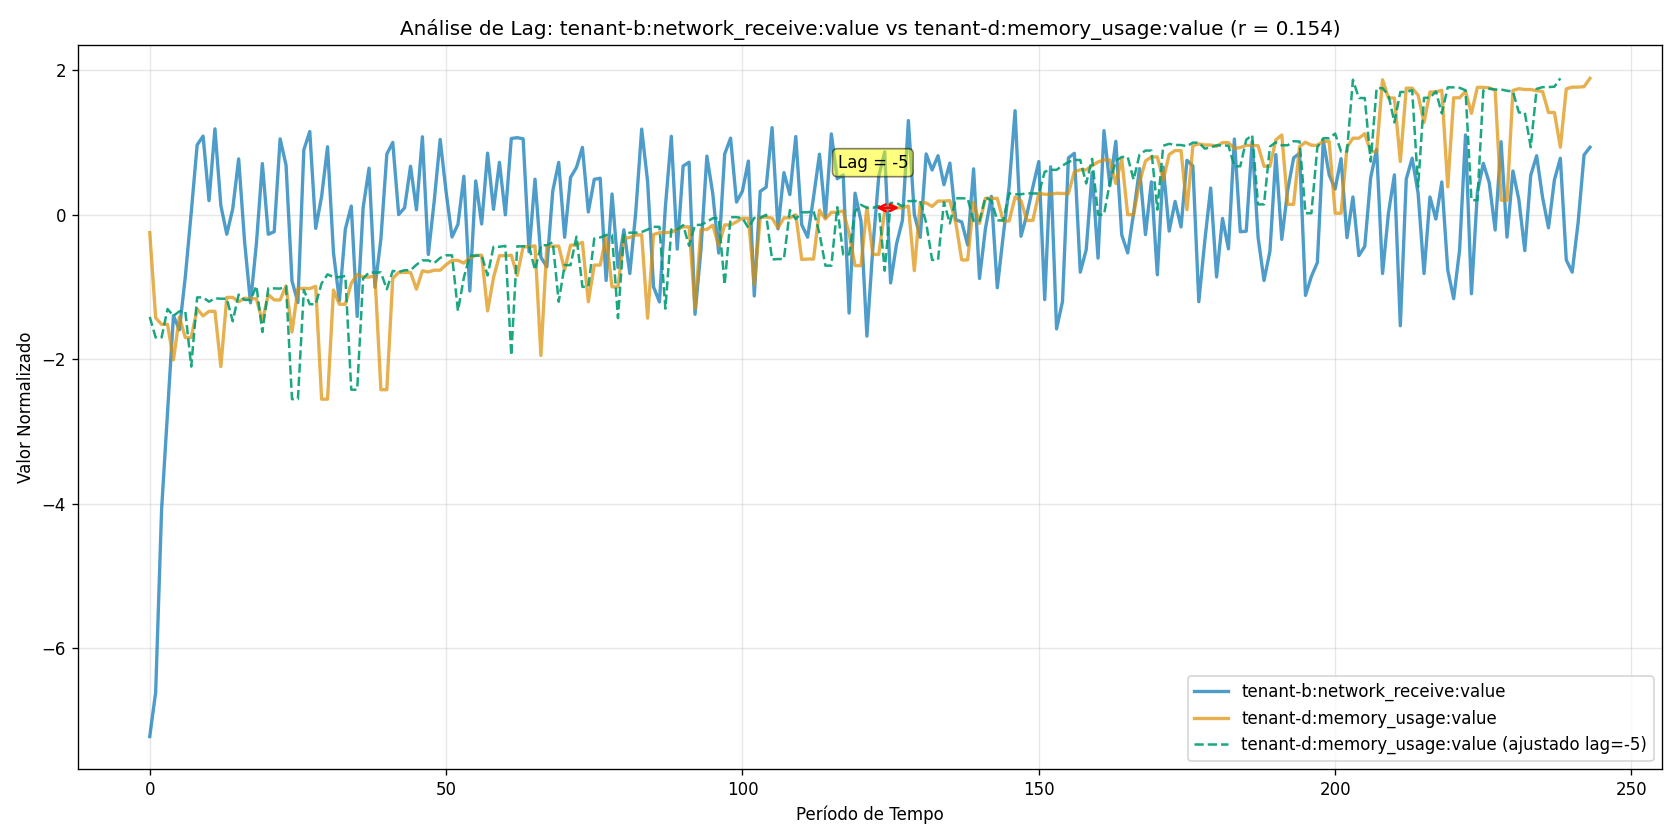 Análise de Lag: tenant-b:network_receive:value vs tenant-d:memory_usage:value (r = 0.154)
Valor Normalizado
2
0
−2
−4
−6
Lag = -5
tenant-b:network_receive:value
tenant-d:memory_usage:value
tenant-d:memory_usage:value (ajustado lag=-5)
0 50 100 150 200 250
Período de Tempo